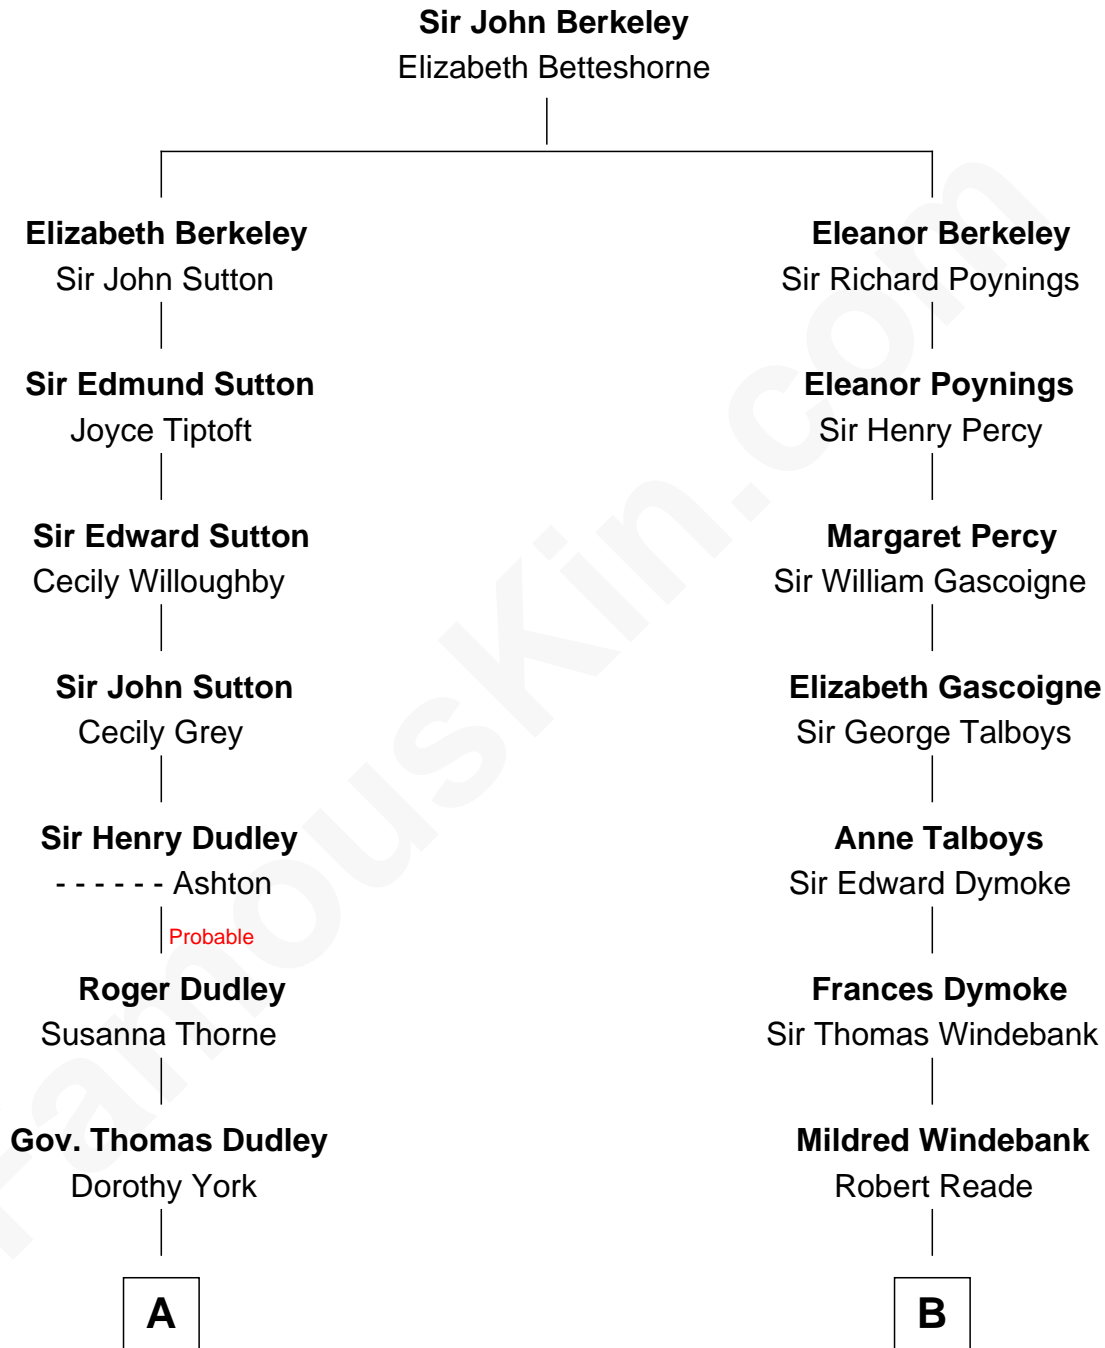 Sir John Berkeley
Elizabeth Betteshorne
Elizabeth Berkeley
Sir John Sutton
Eleanor Berkeley
Sir Richard Poynings
Sir Edmund Sutton
Joyce Tiptoft
Eleanor Poynings
Sir Henry Percy
Sir Edward Sutton
Cecily Willoughby
Margaret Percy
Sir William Gascoigne
Sir John Sutton
Cecily Grey
Elizabeth Gascoigne
Sir George Talboys
Sir Henry Dudley
- - - - - - Ashton
Anne Talboys
Sir Edward Dymoke
Probable
Roger Dudley
Susanna Thorne
Frances Dymoke
Sir Thomas Windebank
Gov. Thomas Dudley
Dorothy York
Mildred Windebank
Robert Reade
A
B
FamousKin.com